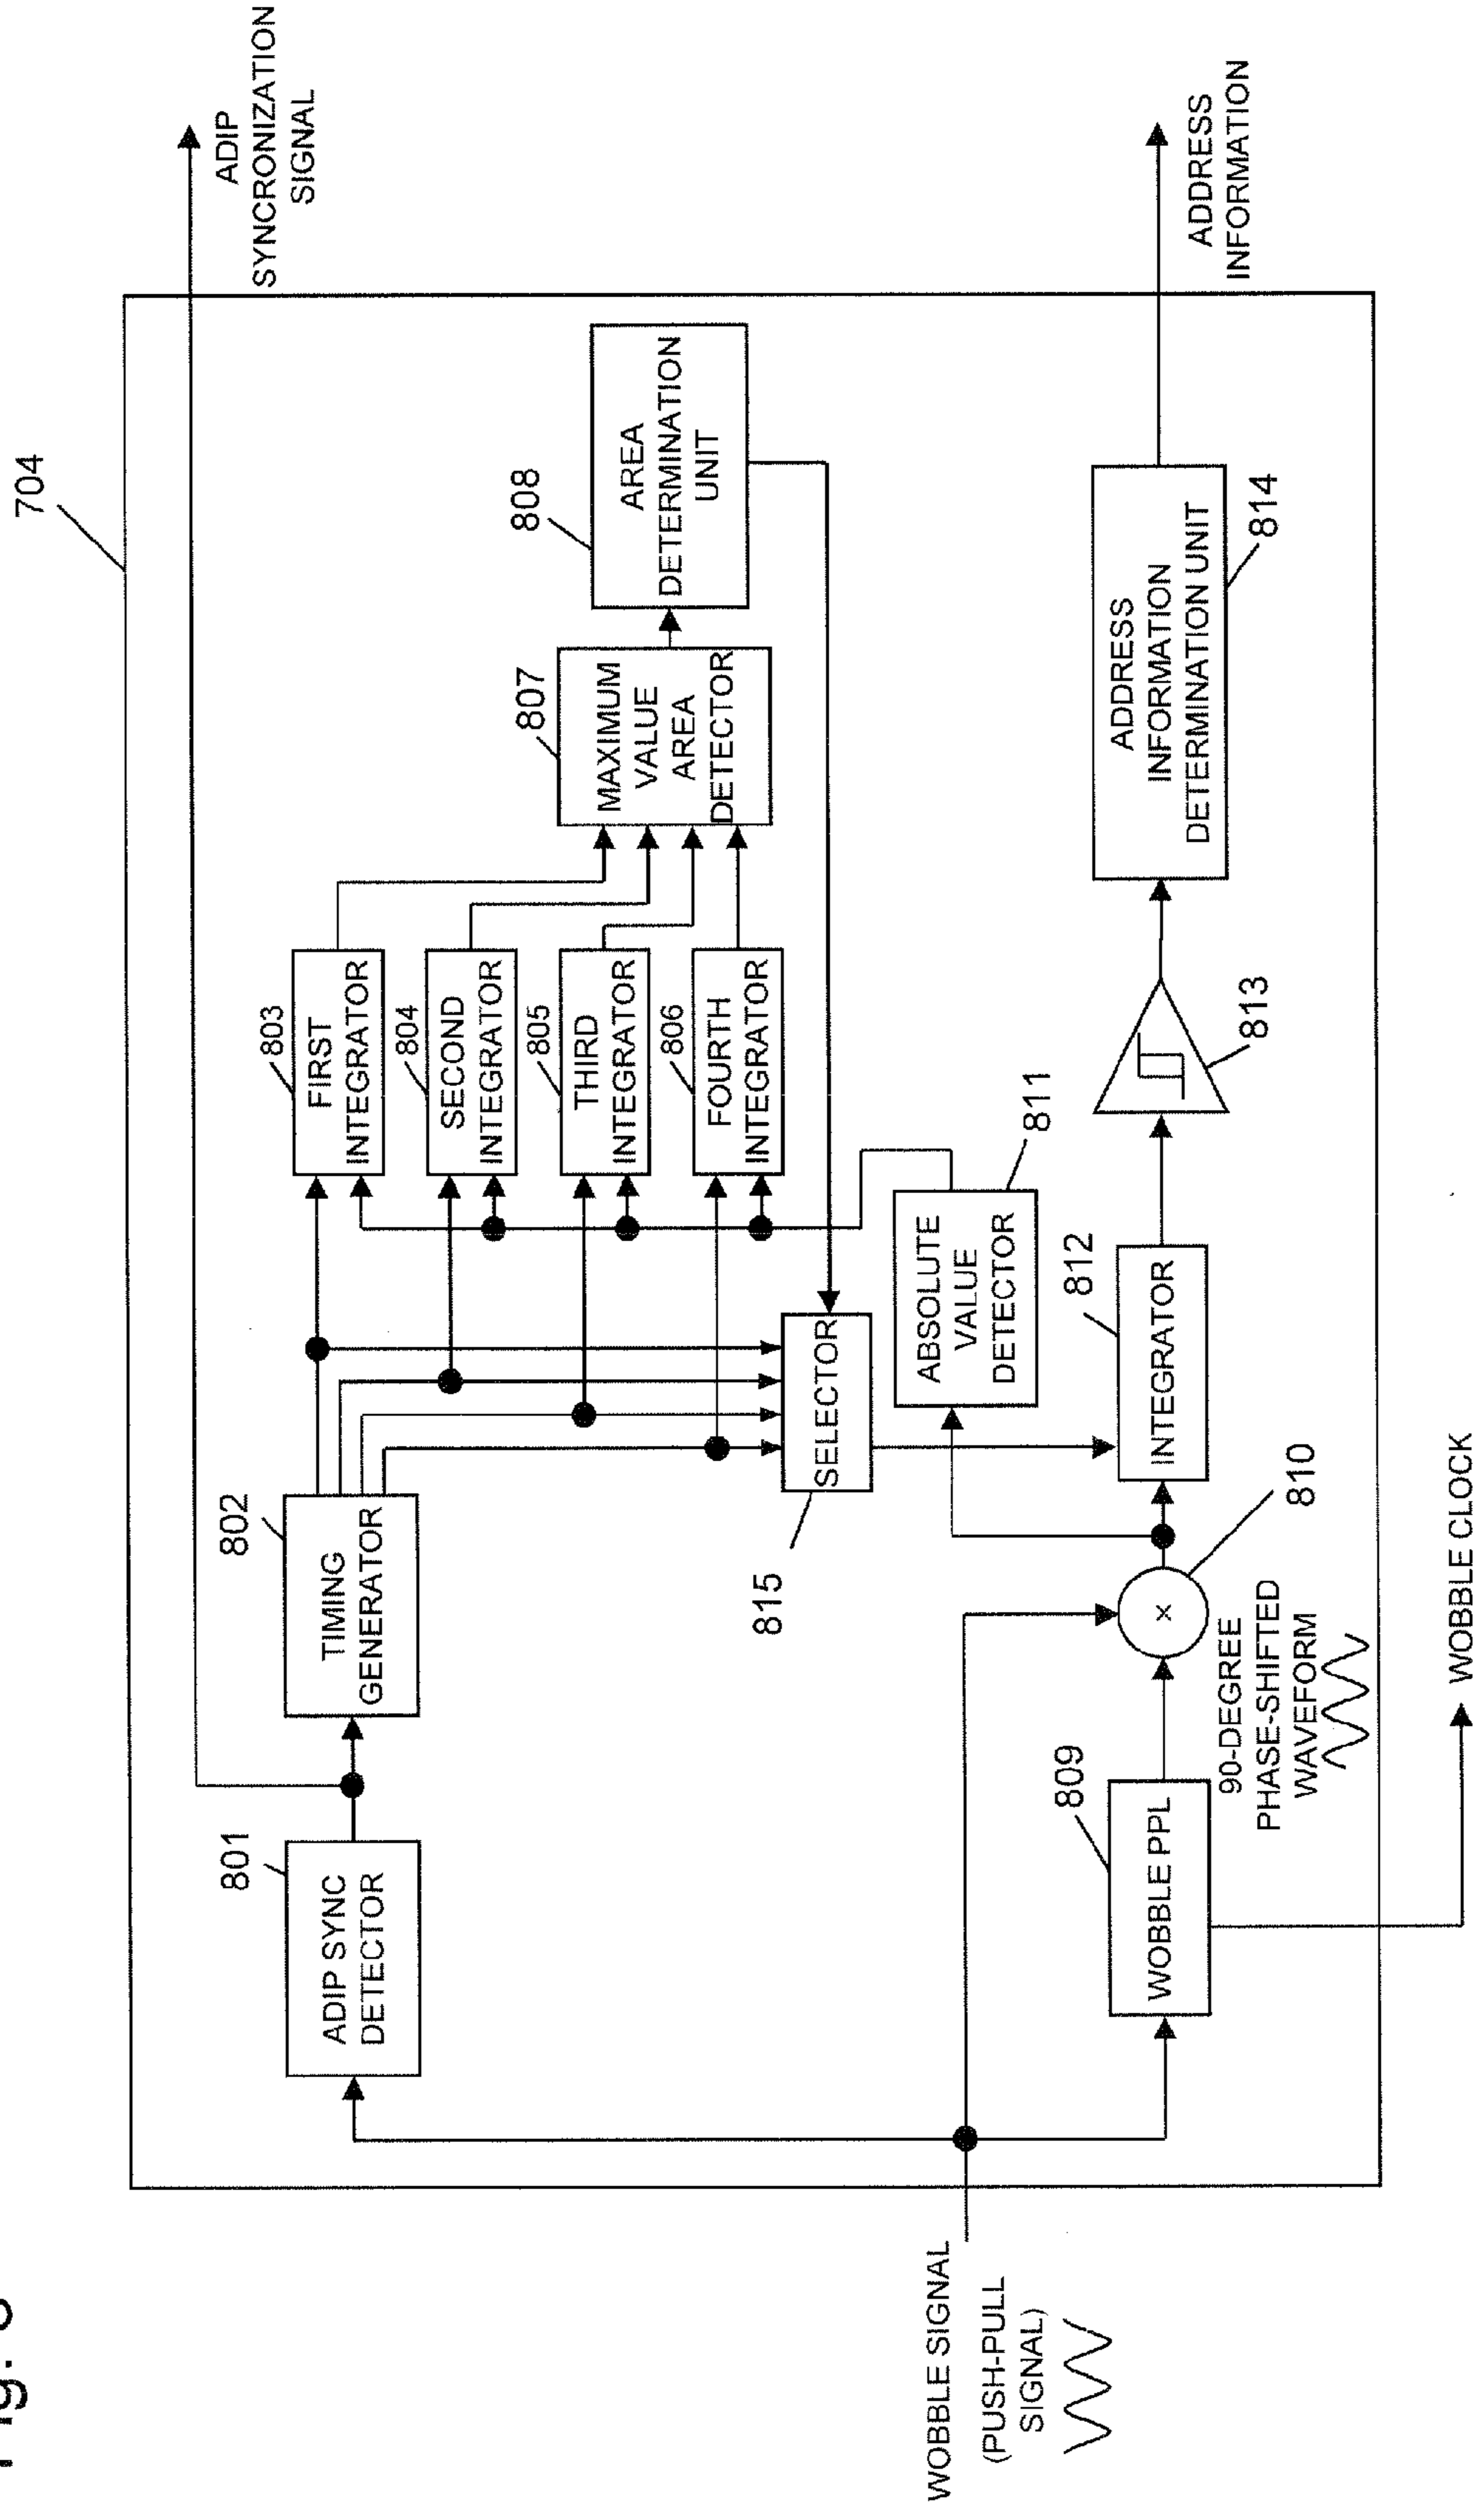 704
ADIP
SYNCRONIZATION
SIGNAL
801
ADIP SYNC
DETECTOR
802
TIMING
GENERATOR
803
FIRST
INTEGRATOR
804
SECOND
INTEGRATOR
805
THIRD
INTEGRATOR
806
FOURTH
INTEGRATOR
807
MAXIMUM
VALUE
AREA
DETECTOR
808
AREA
DETERMINATION
UNIT
815
SELECTOR
811
ABSOLUTE
VALUE
DETECTOR
WOBBLE SIGNAL
(PUSH-PULL
SIGNAL)
809
WOBBLE PPL
90-DEGREE
PHASE-SHIFTED
WAVEFORM
810
×
812
INTEGRATOR
813
ADDRESS
INFORMATION
DETERMINATION UNIT
814
ADDRESS
INFORMATION
WOBBLE CLOCK